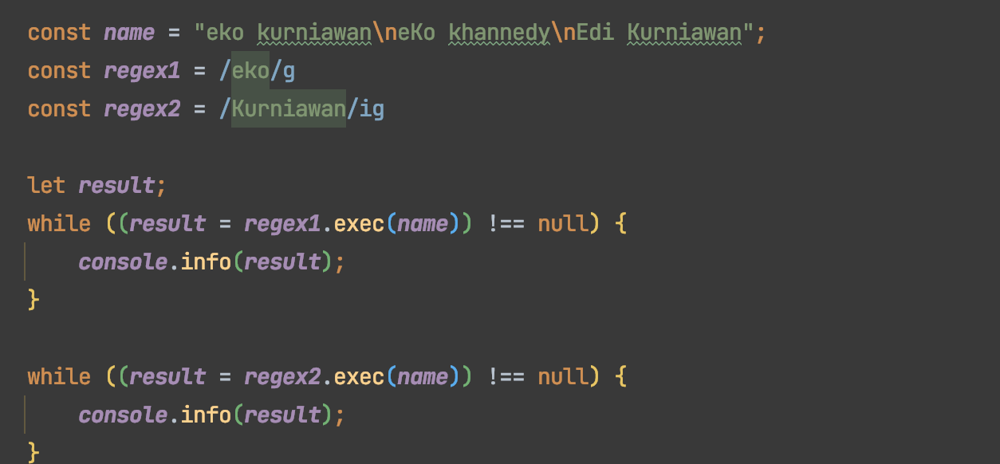 const name = "eko kurniawan\neKo khannedy\nEdi Kurniawan";
const regex1 = /eko/g
const regex2 = /Kurniawan/ig
let result;
while ((result = regex1.exec(name)) !== null) {
    console.info(result);
}
while ((result = regex2.exec(name)) !== null) {
    console.info(result);
}